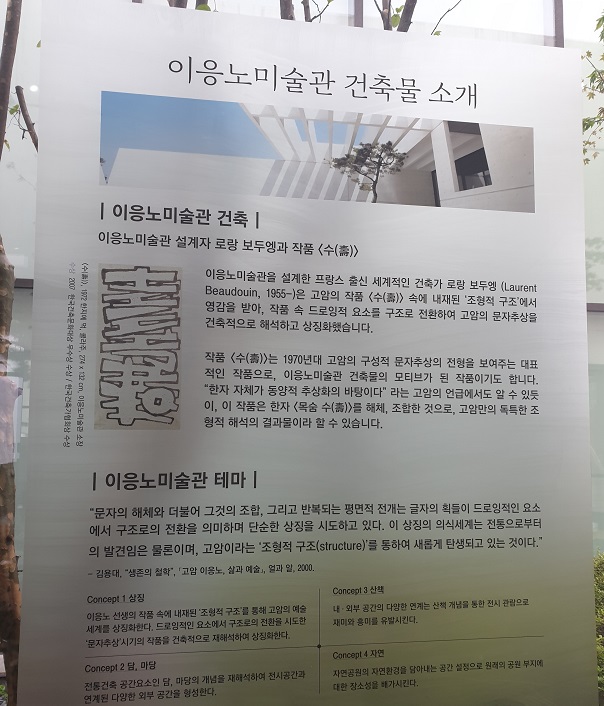 이응노미술관 건축물 소개
| 이응노미술관 건축 |
이응노미술관 설계자 로랑 보두엥과 작품 <수(壽)>
이응노미술관을 설계한 프랑스 출신 세계적인 건축가 로랑 보두엥 (Laurent
Beaudouin, 1955-)은 고암의 작품 <수(壽)> 속에 내재된 '조형적 구조'에서
영감을 받아, 작품 속 드로잉적 요소를 구조로 전환하여 고암의 문자추상을
건축적으로 해석하고 상징화했습니다.
작품 <수(壽)>는 1970년대 고암의 구성적 문자추상의 전형을 보여주는 대표
적인 작품으로, 이응노미술관 건축물의 모티브가 된 작품이기도 합니다.
"한자 자체가 동양적 추상화의 바탕이다" 라는 고암의 언급에서도 알 수 있듯
이, 이 작품은 한자 <목숨 수(壽)>를 해체, 조합한 것으로, 고암만의 독특한 조
형적 해석의 결과물이라 할 수 있습니다.
<수(壽)>, 1972 한지에 먹, 콜라주, 274 x 132 cm, 이응노미술관 소장
수상 2007 한국건축문화대상 우수상 수상 / 한국건축가협회상 수상
| 이응노미술관 테마 |
"문자의 해체와 더불어 그것의 조합, 그리고 반복되는 평면적 전개는 글자의 획들이 드로잉적인 요소
에서 구조로의 전환을 의미하며 단순한 상징을 시도하고 있다. 이 상징의 의식세계는 전통으로부터
의 발견임은 물론이며, 고암이라는 '조형적 구조(structure)'를 통하여 새롭게 탄생되고 있는 것이다."
- 김용대, "생존의 철학", 「고암 이응노, 삶과 예술」, 얼과 알, 2000.
Concept 1 상징
이응노 선생의 작품 속에 내재된 '조형적 구조'를 통해 고암의 예술
세계를 상징화한다. 드로잉적인 요소에서 구조로의 전환을 시도한
'문자추상'시기의 작품을 건축적으로 재해석하여 상징화한다.
Concept 2 담, 마당
전통건축 공간요소인 담, 마당의 개념을 재해석하여 전시공간과
연계된 다양한 외부 공간을 형성한다.
Concept 3 산책
내·외부 공간의 다양한 연계는 산책 개념을 통한 전시 관람으로
재미와 흥미를 유발시킨다.
Concept 4 자연
자연공원의 자연환경을 담아내는 공간 설정으로 원래의 공원 부지에
대한 장소성을 배가시킨다.